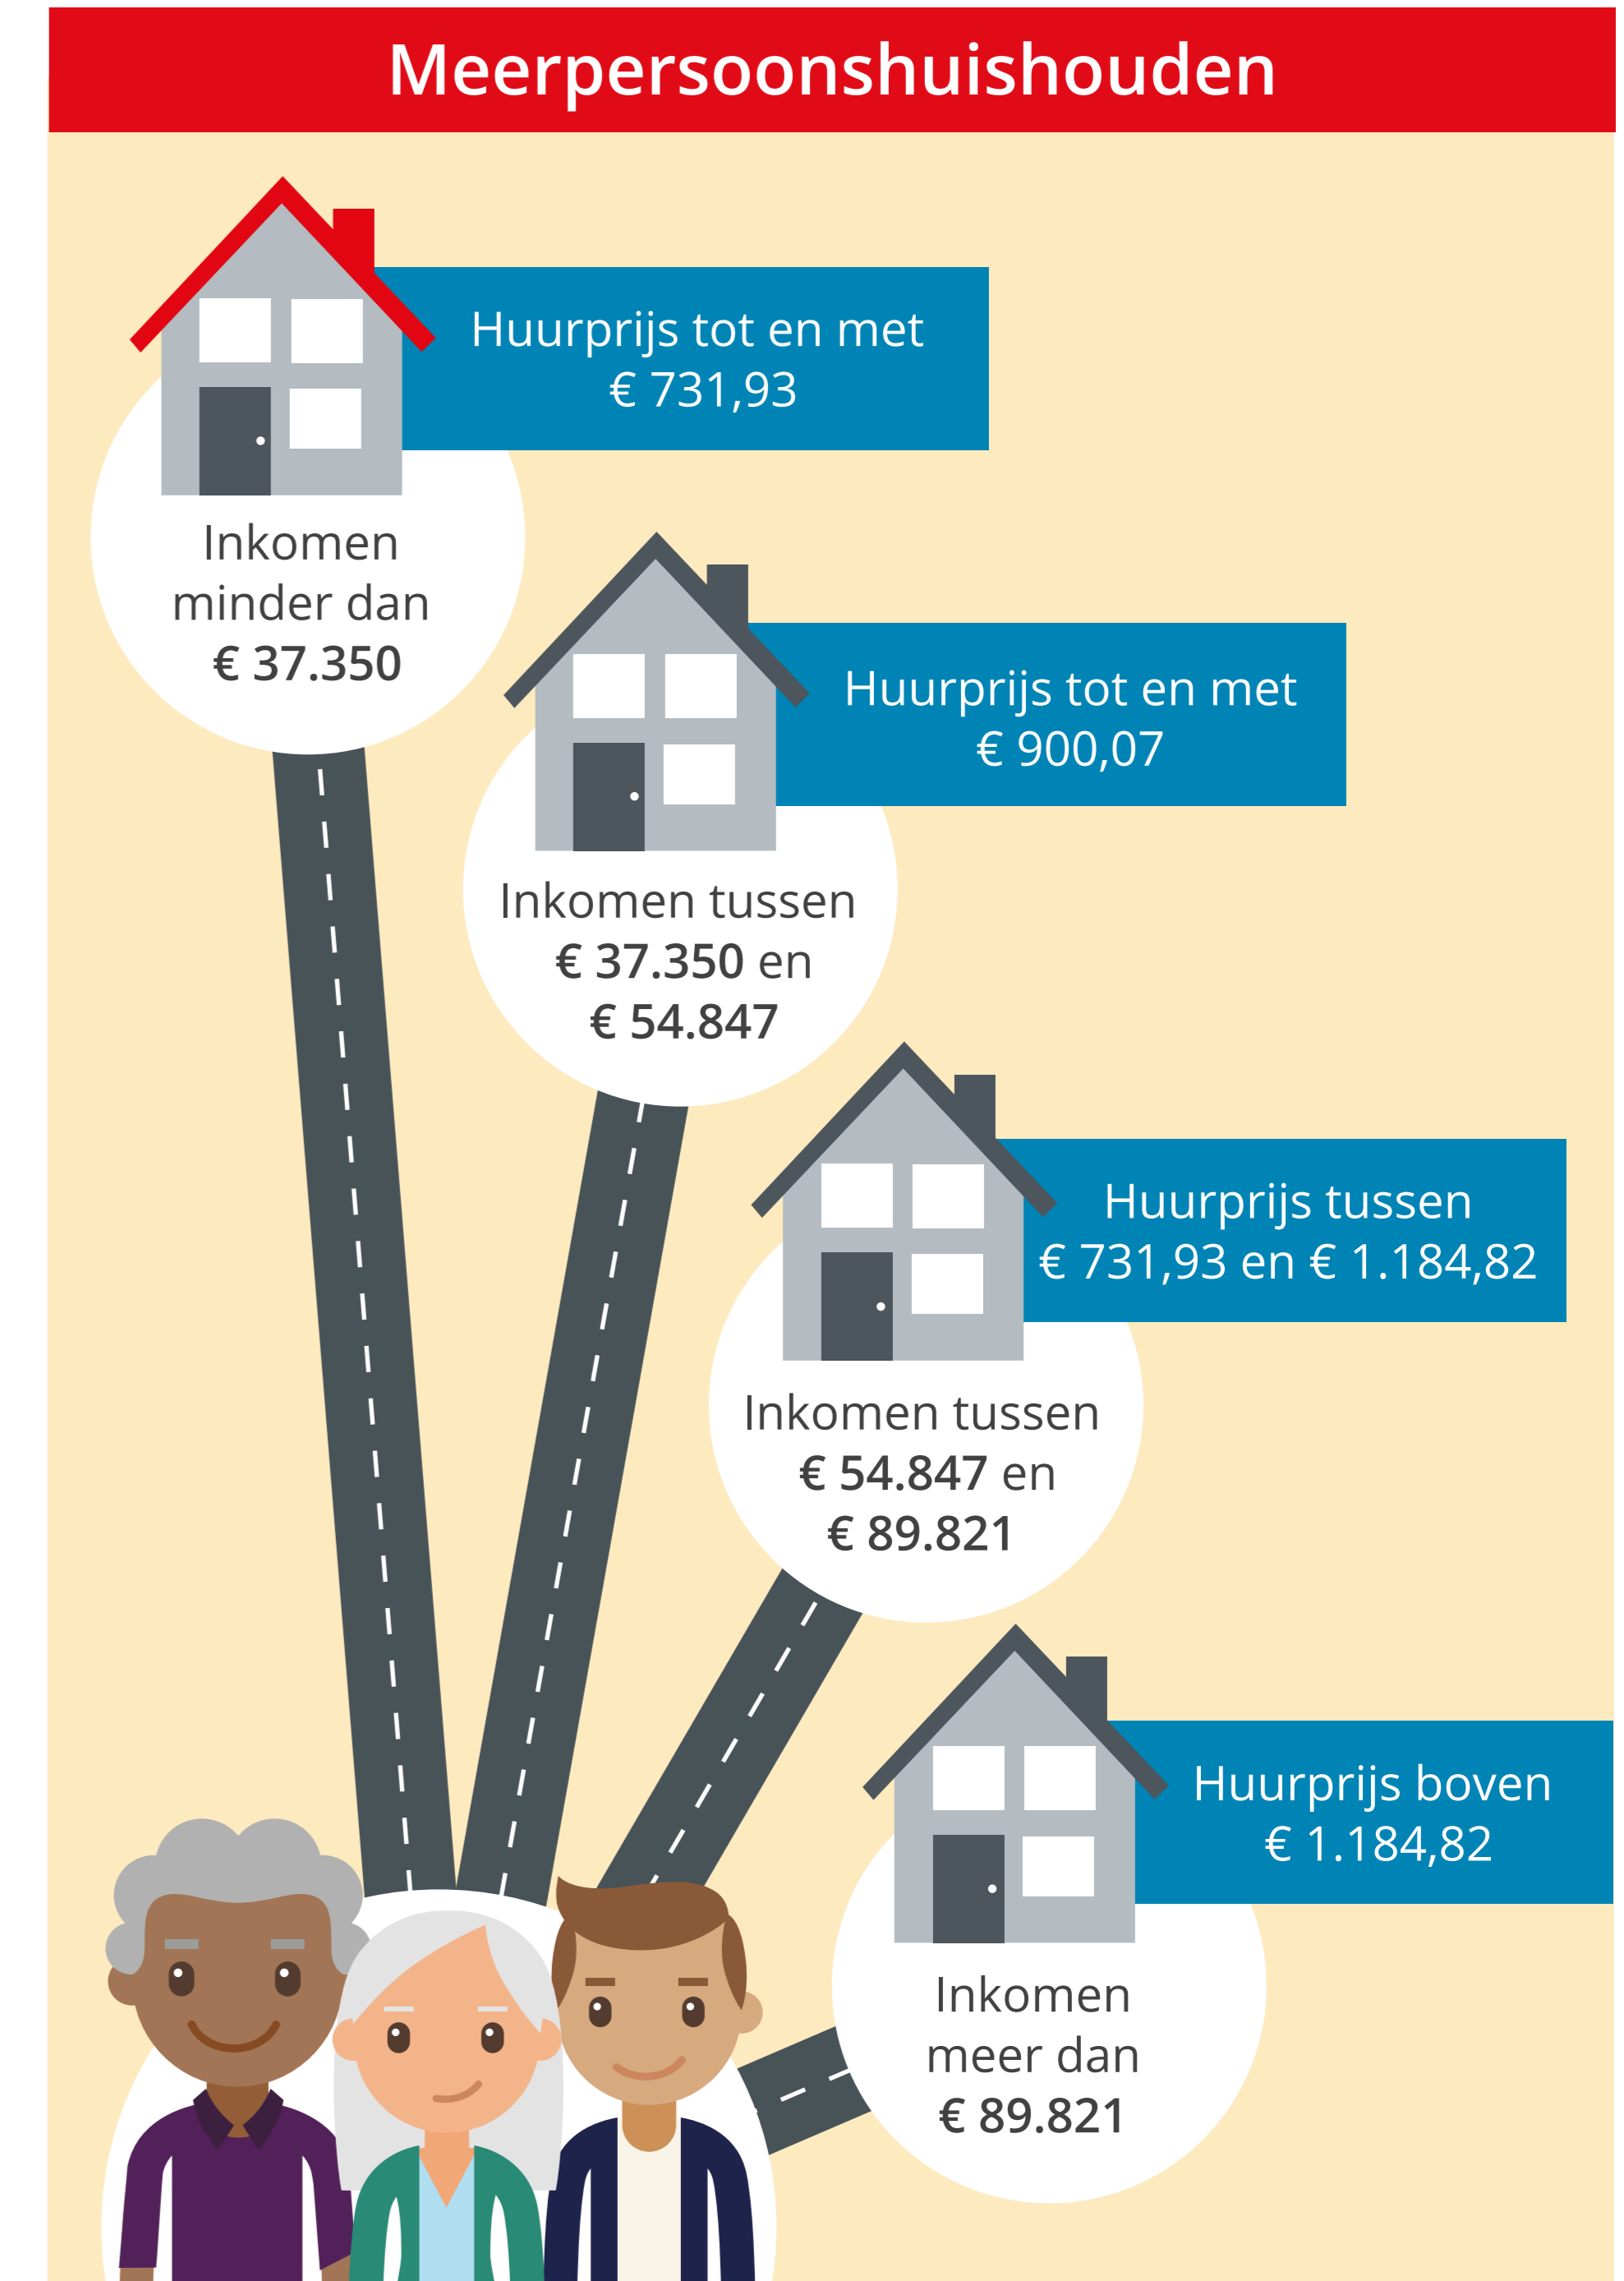 Meerpersoonshuishouden
Huurprijs tot en met
€ 731,93
Inkomen
minder dan
€ 37.350
Huurprijs tot en met
€ 900,07
Inkomen tussen
€ 37.350 en
€ 54.847
Huurprijs tussen
€ 731,93 en € 1.184,82
Inkomen tussen
€ 54.847 en
€ 89.821
Huurprijs boven
€ 1.184,82
Inkomen
meer dan
€ 89.821